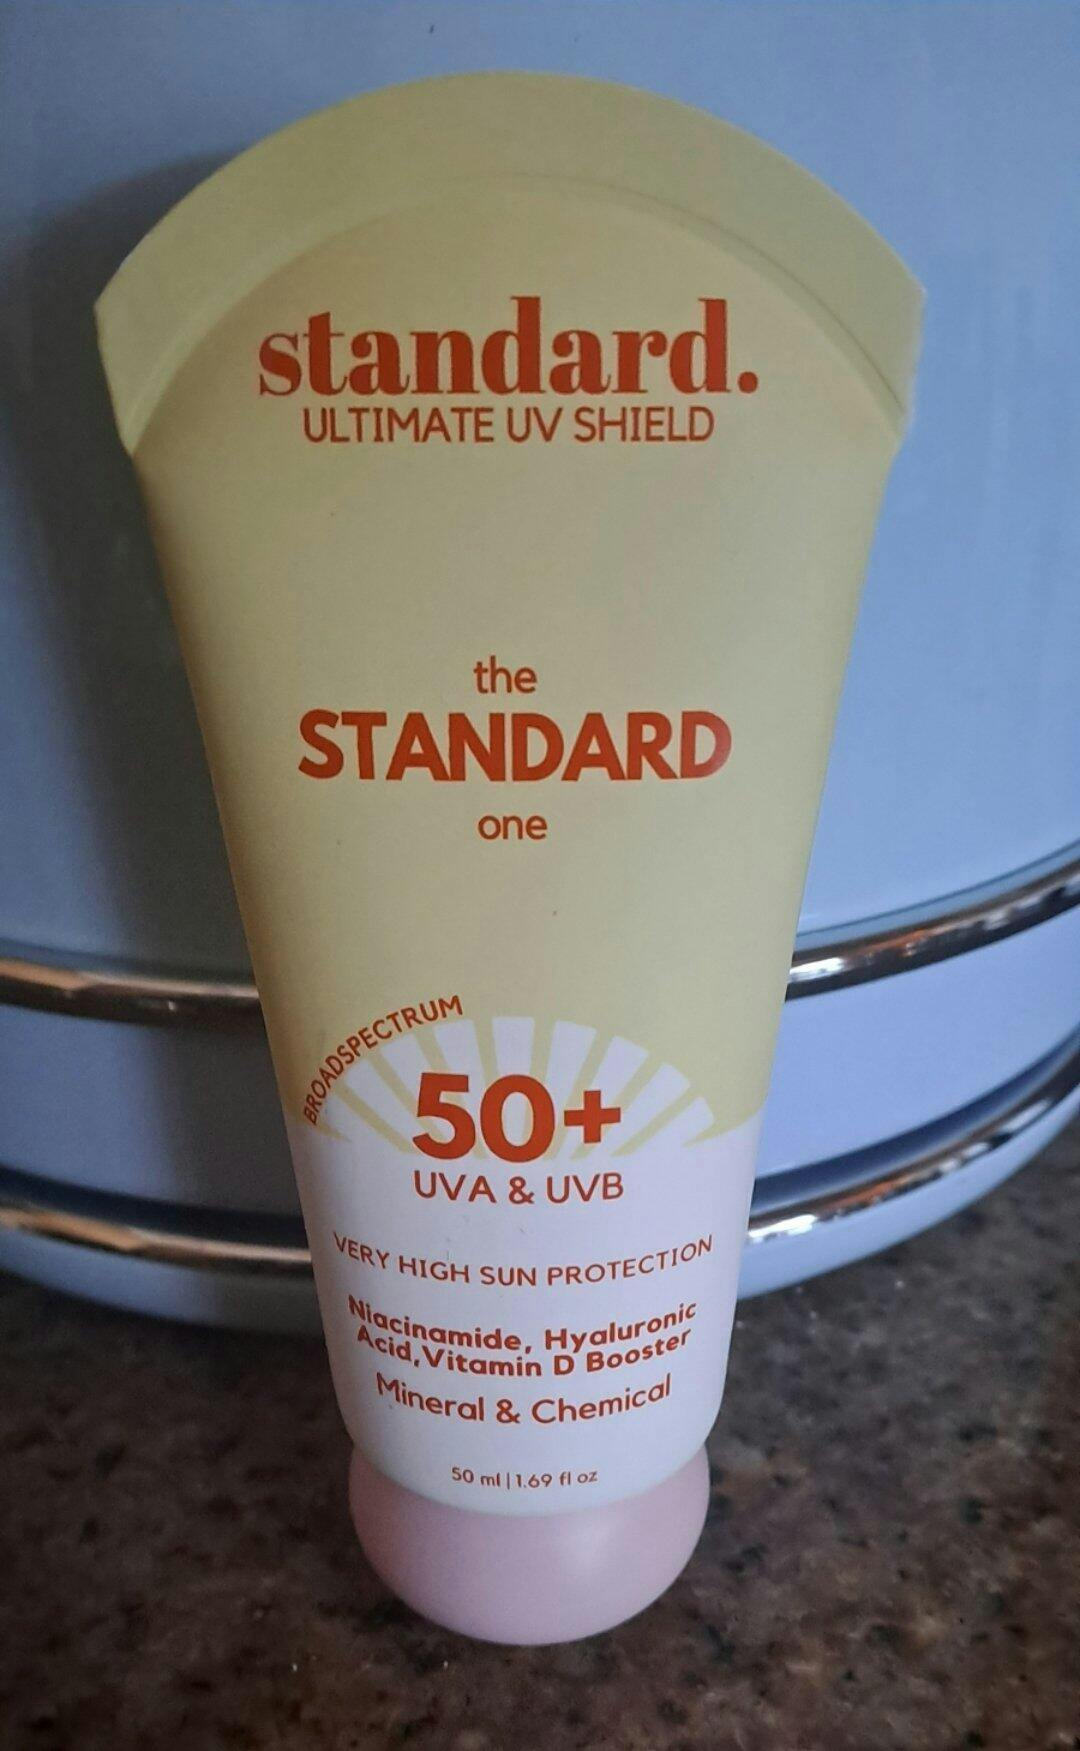 standard.
ULTIMATE UV SHIELD
the
STANDARD
one
BROADSPECTRUM
50+
UVA & UVB
VERY HIGH SUN PROTECTION
Niacinamide, Hyaluronic
Acid,Vitamin D Booster
Mineral & Chemical
50 ml | 1.69 fl oz